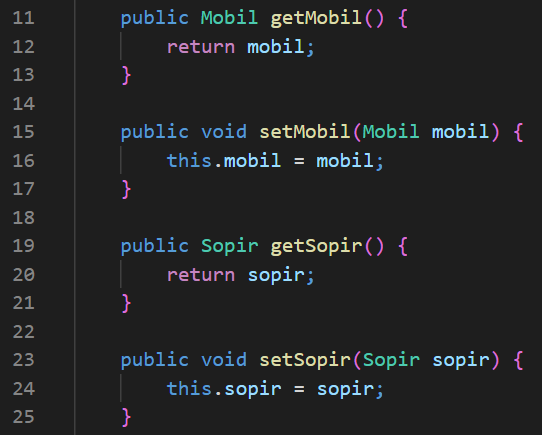 11 public Mobil getMobil() {
12 return mobil;
13 }
14
15 public void setMobil(Mobil mobil) {
16 this.mobil = mobil;
17 }
18
19 public Sopir getSopir() {
20 return sopir;
21 }
22
23 public void setSopir(Sopir sopir) {
24 this.sopir = sopir;
25 }